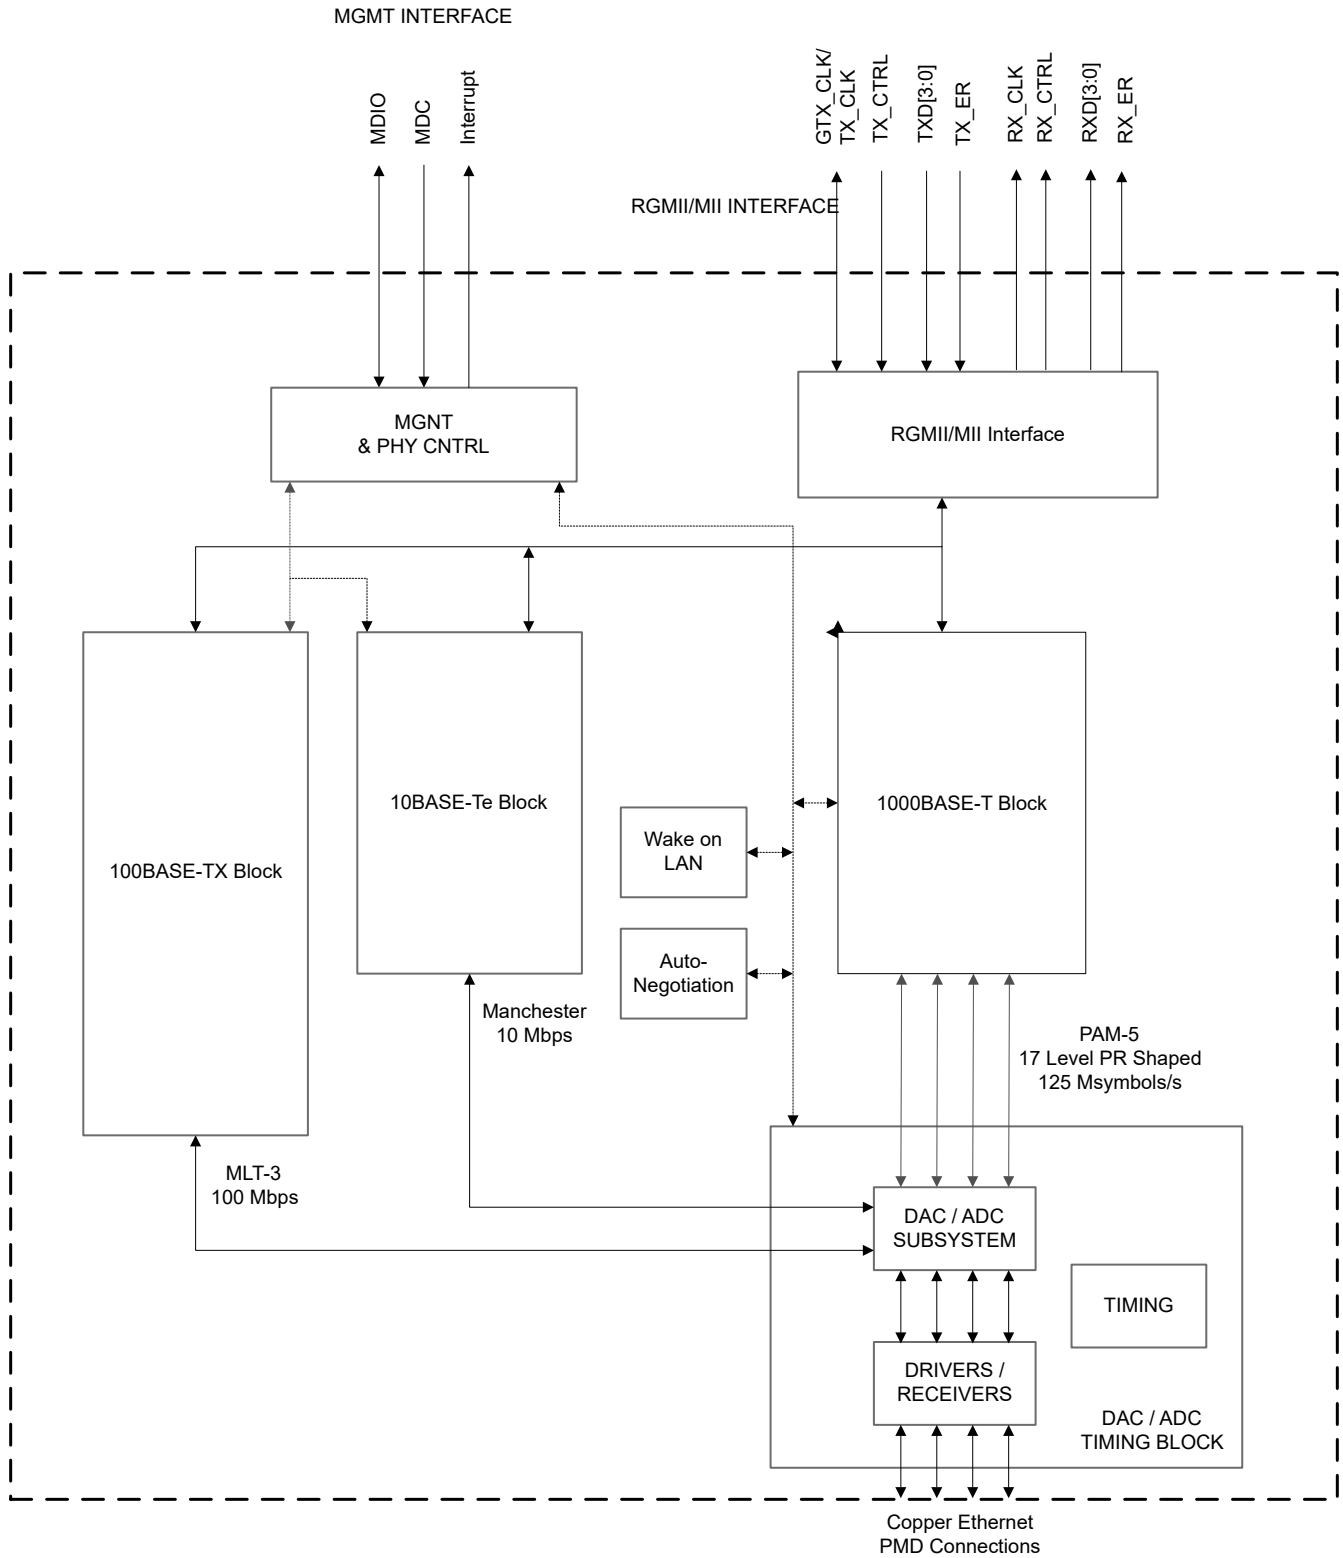 MGMT INTERFACE
MDIO
MDC
Interrupt
GTX_CLK/
TX_CLK
TX_CTRL
TXD[3:0]
TX_ER
RX_CLK
RX_CTRL
RXD[3:0]
RX_ER
RGMII/MII INTERFACE
MGNT
& PHY CNTRL
RGMII/MII Interface
100BASE-TX Block
10BASE-Te Block
1000BASE-T Block
Wake on
LAN
Auto-
Negotiation
Manchester
10 Mbps
PAM-5
17 Level PR Shaped
125 Msymbols/s
MLT-3
100 Mbps
DAC / ADC
SUBSYSTEM
TIMING
DRIVERS /
RECEIVERS
DAC / ADC
TIMING BLOCK
Copper Ethernet
PMD Connections